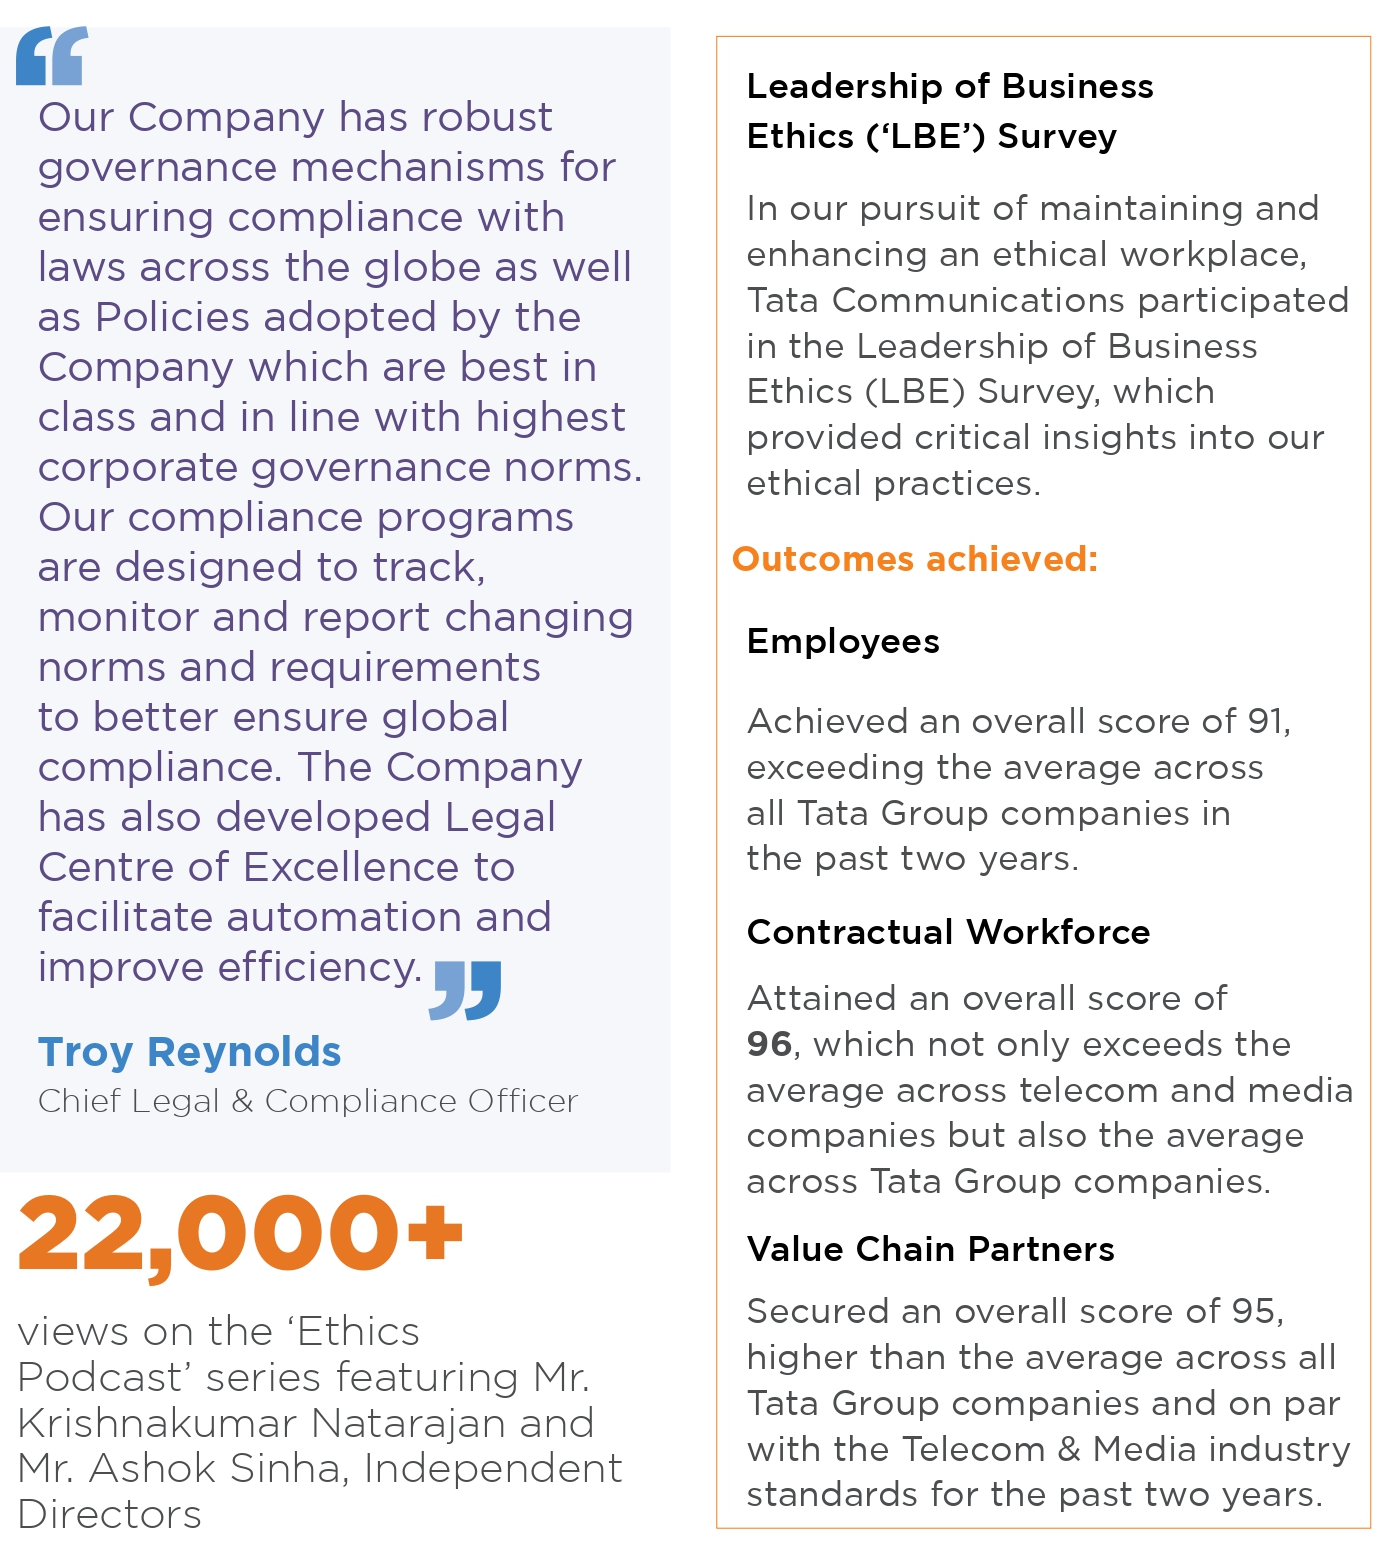 “
Our Company has robust
governance mechanisms for
ensuring compliance with
laws across the globe as well
as Policies adopted by the
Company which are best in
class and in line with highest
corporate governance norms.
Our compliance programs
are designed to track,
monitor and report changing
norms and requirements
to better ensure global
compliance. The Company
has also developed Legal
Centre of Excellence to
facilitate automation and
improve efficiency. ”
Troy Reynolds
Chief Legal & Compliance Officer
22,000+
views on the ‘Ethics
Podcast’ series featuring Mr.
Krishnakumar Natarajan and
Mr. Ashok Sinha, Independent
Directors
Leadership of Business
Ethics (‘LBE’) Survey
In our pursuit of maintaining and
enhancing an ethical workplace,
Tata Communications participated
in the Leadership of Business
Ethics (LBE) Survey, which
provided critical insights into our
ethical practices.
Outcomes achieved:
Employees
Achieved an overall score of 91,
exceeding the average across
all Tata Group companies in
the past two years.
Contractual Workforce
Attained an overall score of
96, which not only exceeds the
average across telecom and media
companies but also the average
across Tata Group companies.
Value Chain Partners
Secured an overall score of 95,
higher than the average across all
Tata Group companies and on par
with the Telecom & Media industry
standards for the past two years.